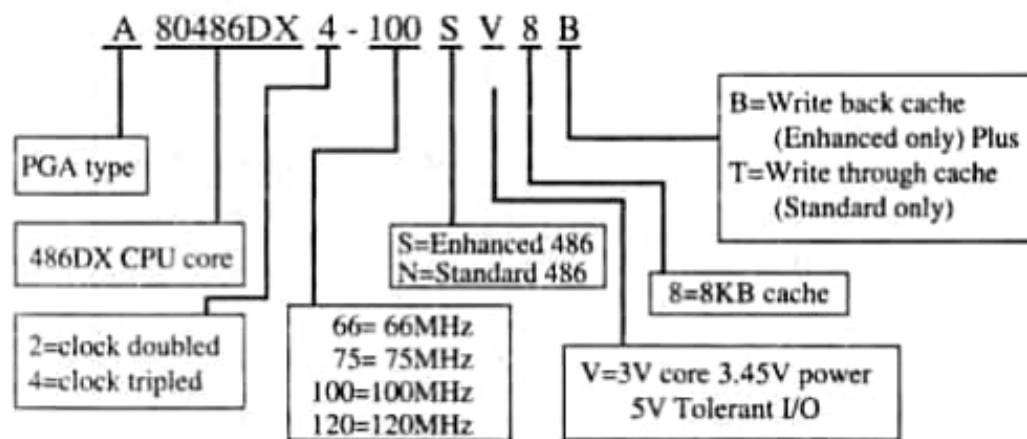 A 80486DX 4 - 100 S V 8 B
PGA type
486DX CPU core
2=clock doubled
4=clock tripled
66= 66MHz
75= 75MHz
100=100MHz
120=120MHz
S=Enhanced 486
N=Standard 486
V=3V core 3.45V power
5V Tolerant I/O
8=8KB cache
B=Write back cache
(Enhanced only) Plus
T=Write through cache
(Standard only)